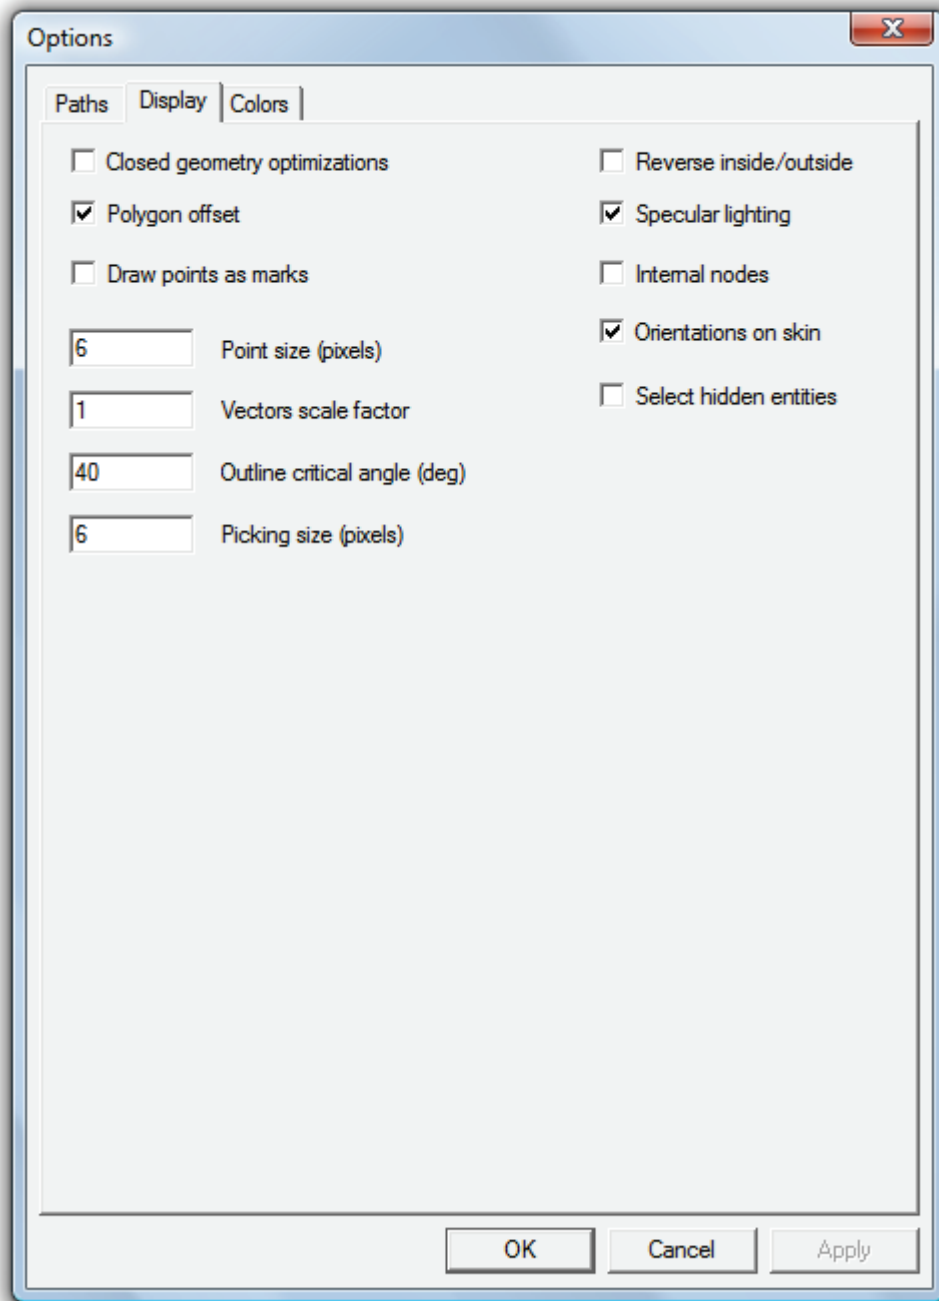 Options
Paths Display Colors
Closed geometry optimizations
Reverse inside/outside
Polygon offset
Specular lighting
Draw points as marks
Internal nodes
Orientations on skin
6 Point size (pixels)
Select hidden entities
1 Vectors scale factor
40 Outline critical angle (deg)
6 Picking size (pixels)
OK Cancel Apply